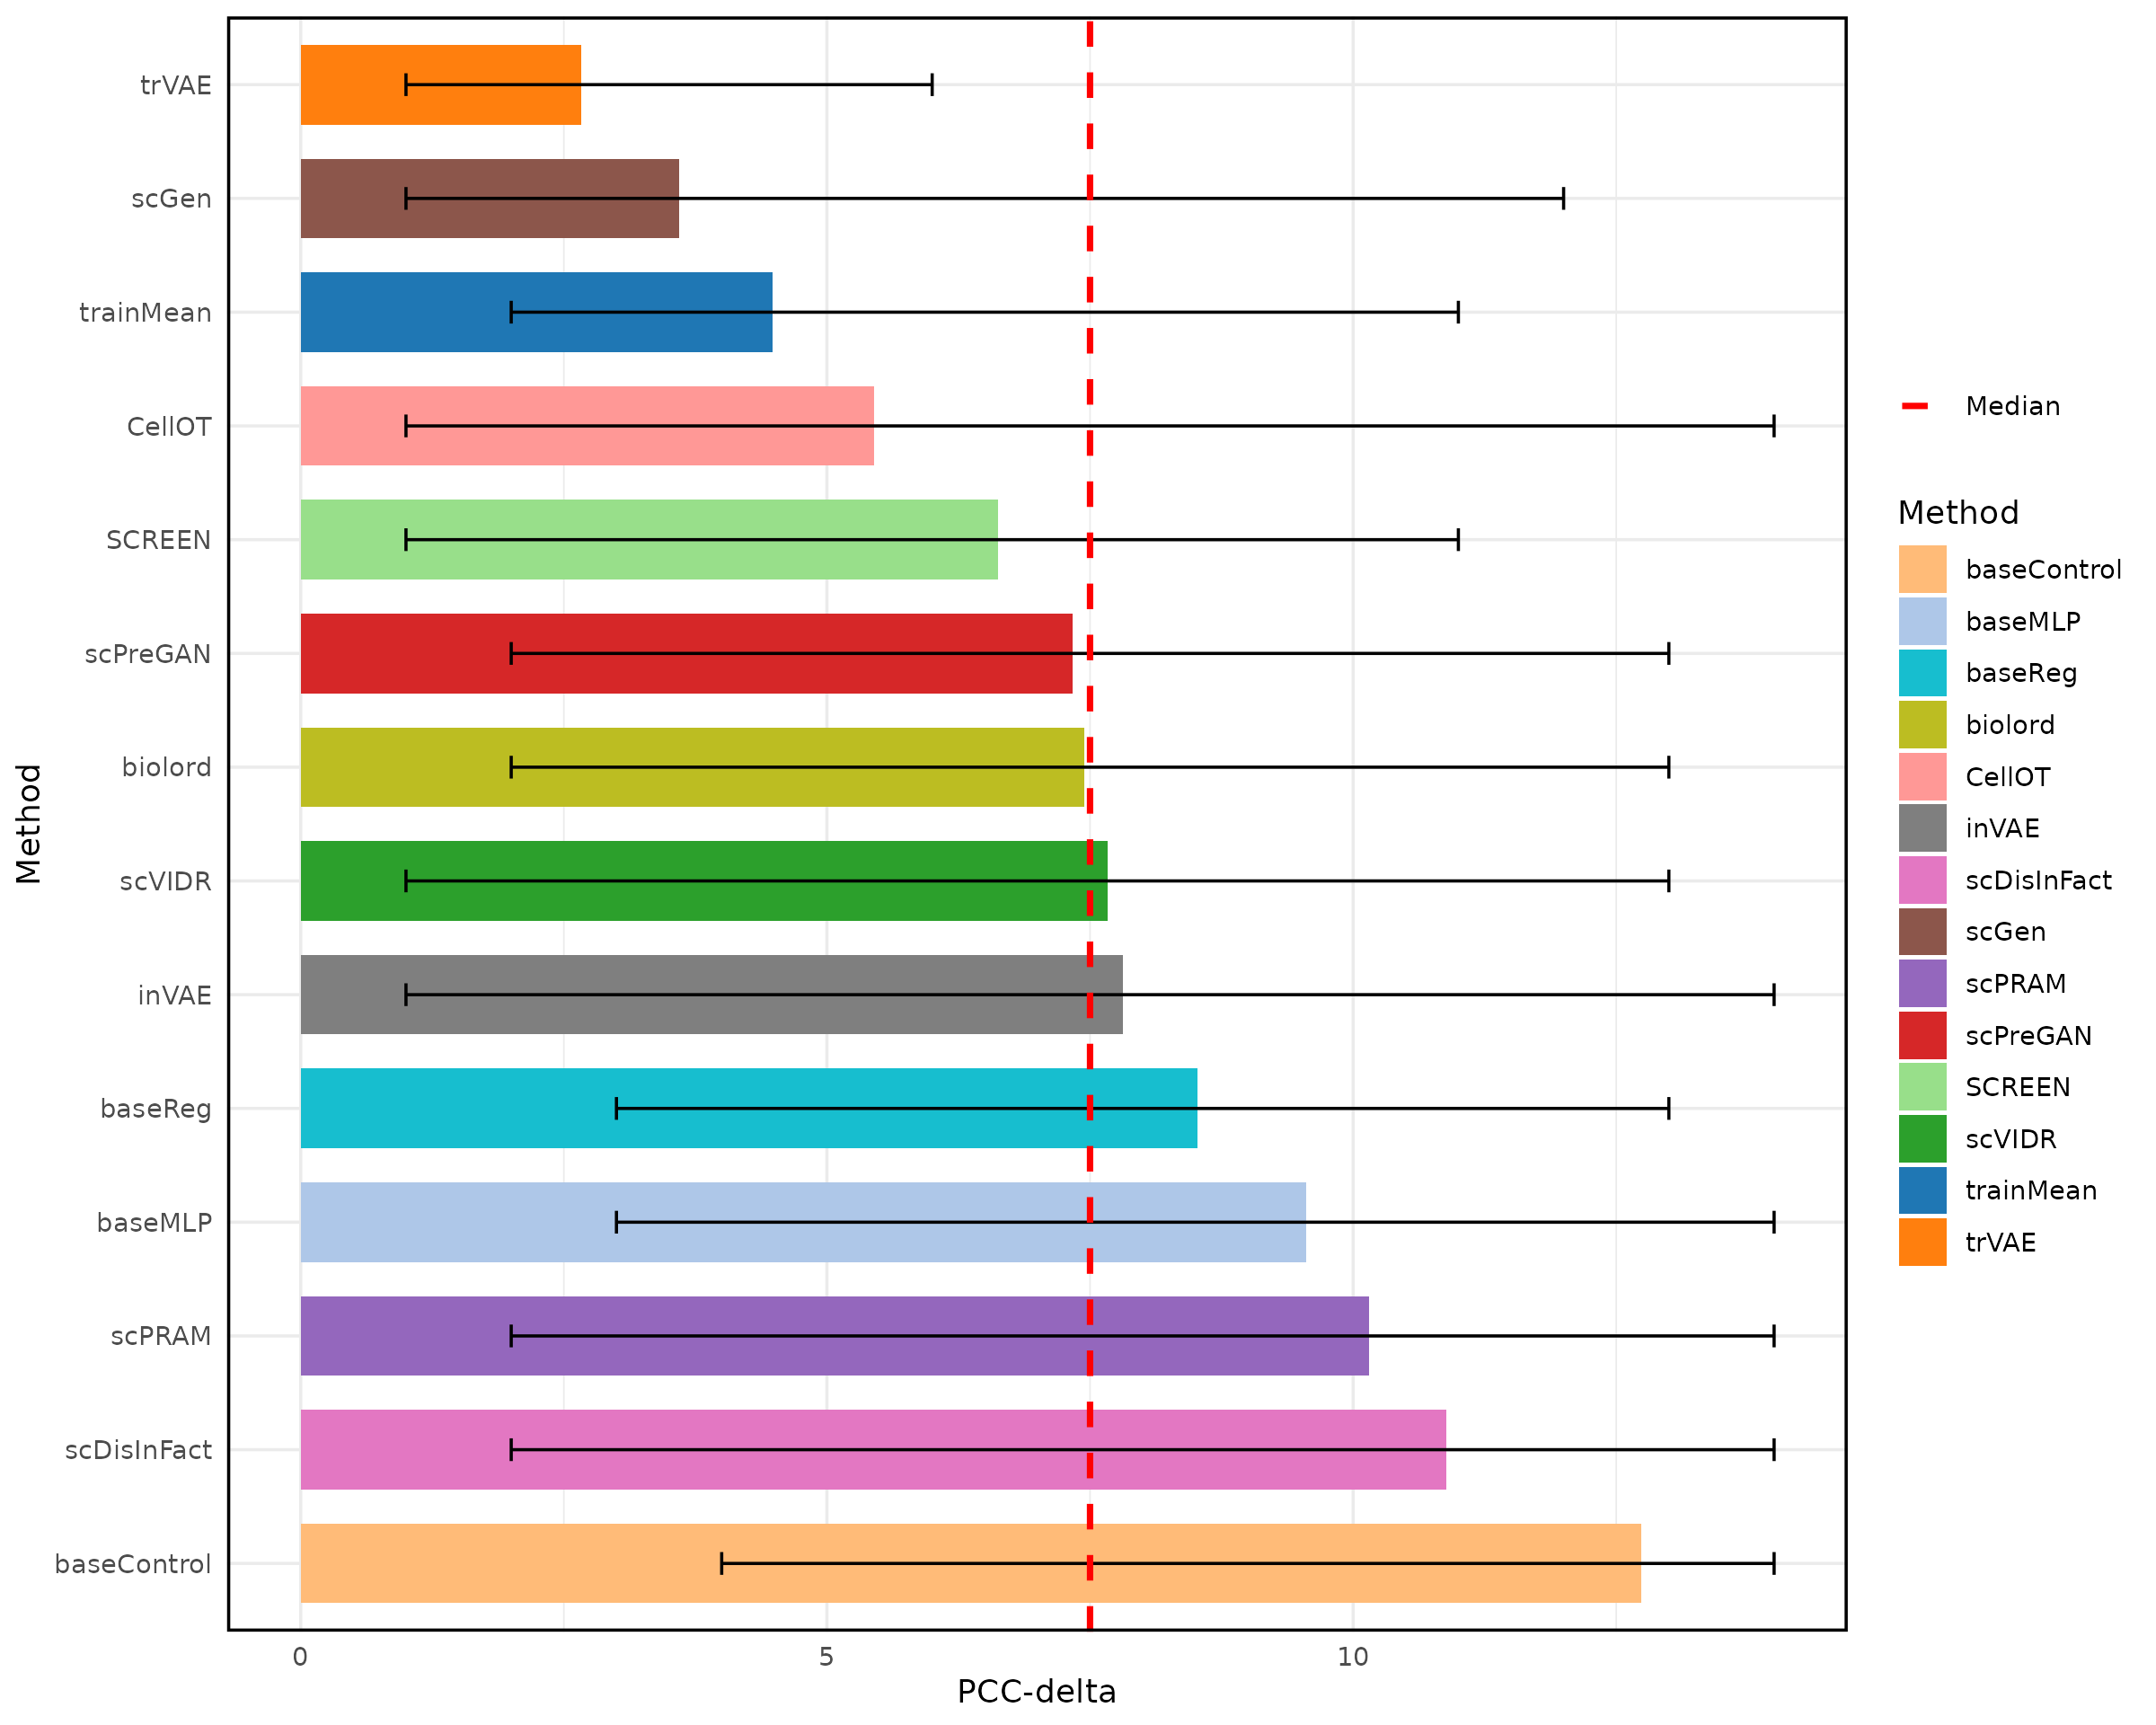 trVAE
scGen
trainMean
CellOT
SCREEN
scPreGAN
biolord
scVIDR
inVAE
baseReg
baseMLP
scPRAM
scDisInFact
baseControl
Method
0 5 10
PCC-delta
Median
Method
baseControl
baseMLP
baseReg
biolord
CellOT
inVAE
scDisInFact
scGen
scPRAM
scPreGAN
SCREEN
scVIDR
trainMean
trVAE